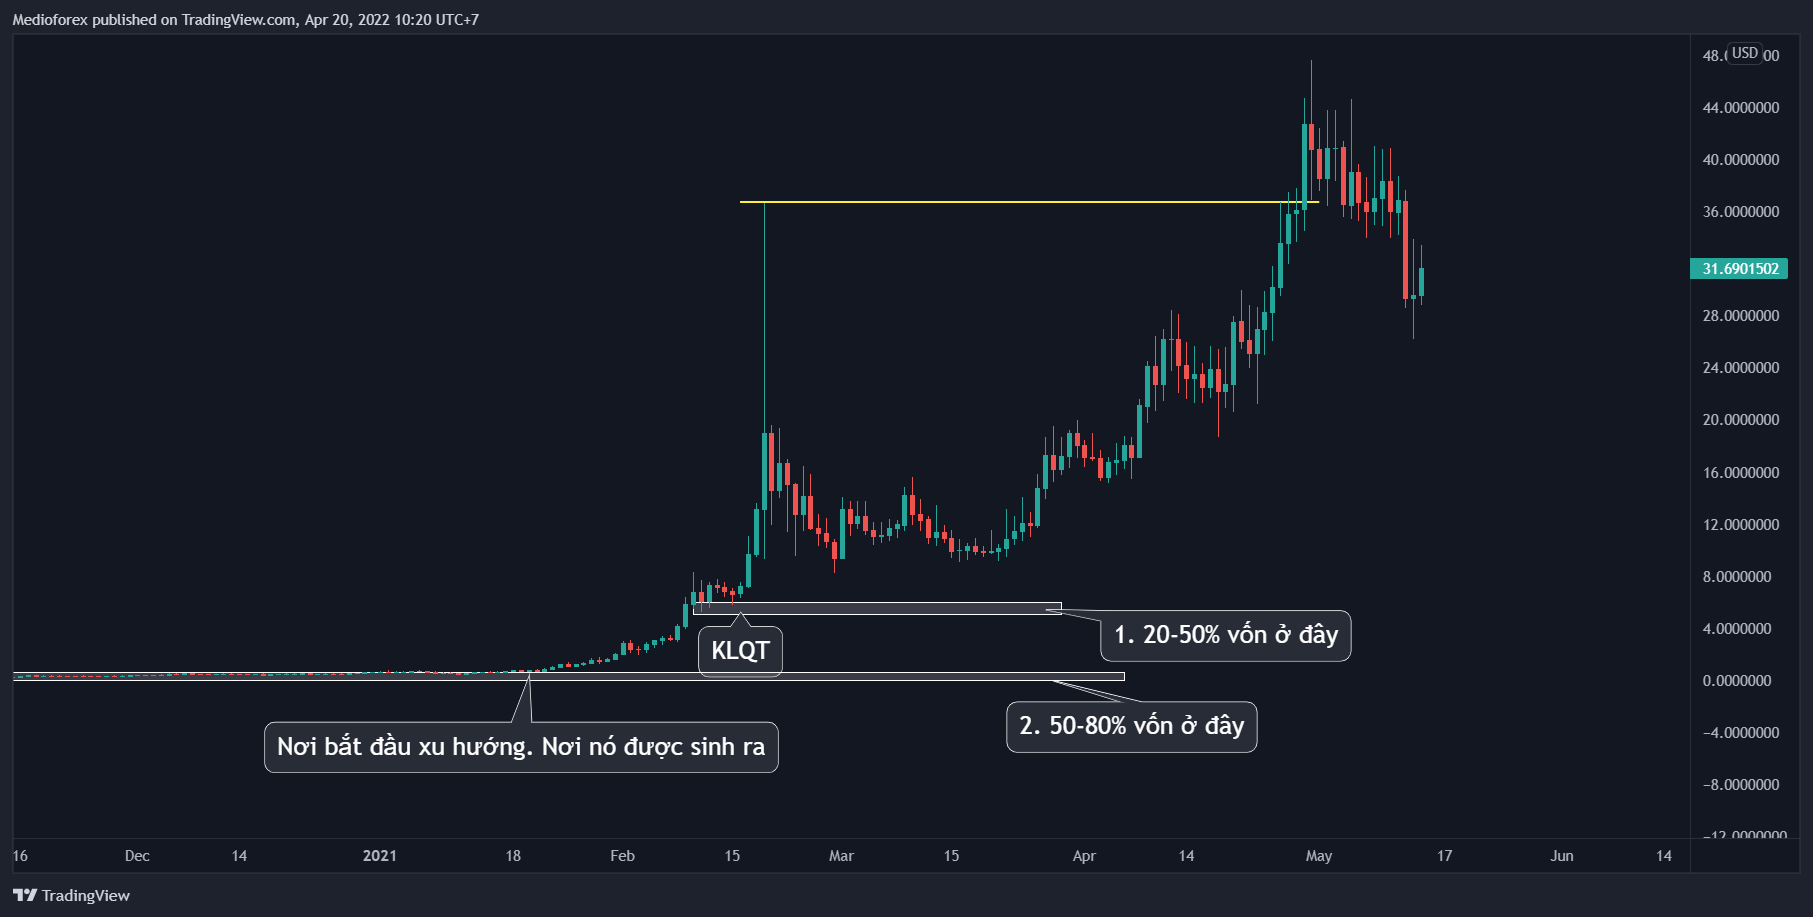 Medioforex published on TradingView.com, Apr 20, 2022 10:20 UTC+7
USD
44.0000000
40.0000000
36.0000000
31.6901502
28.0000000
24.0000000
20.0000000
16.0000000
12.0000000
8.0000000
4.0000000
0.0000000
−4.0000000
−8.0000000
−12.0000000
KLQT
1. 20-50% vốn ở đây
2. 50-80% vốn ở đây
Nơi bắt đầu xu hướng. Nơi nó được sinh ra
16 Dec 14 2021 18 Feb 15 Mar 15 Apr 14 May 17 Jun 14
TradingView